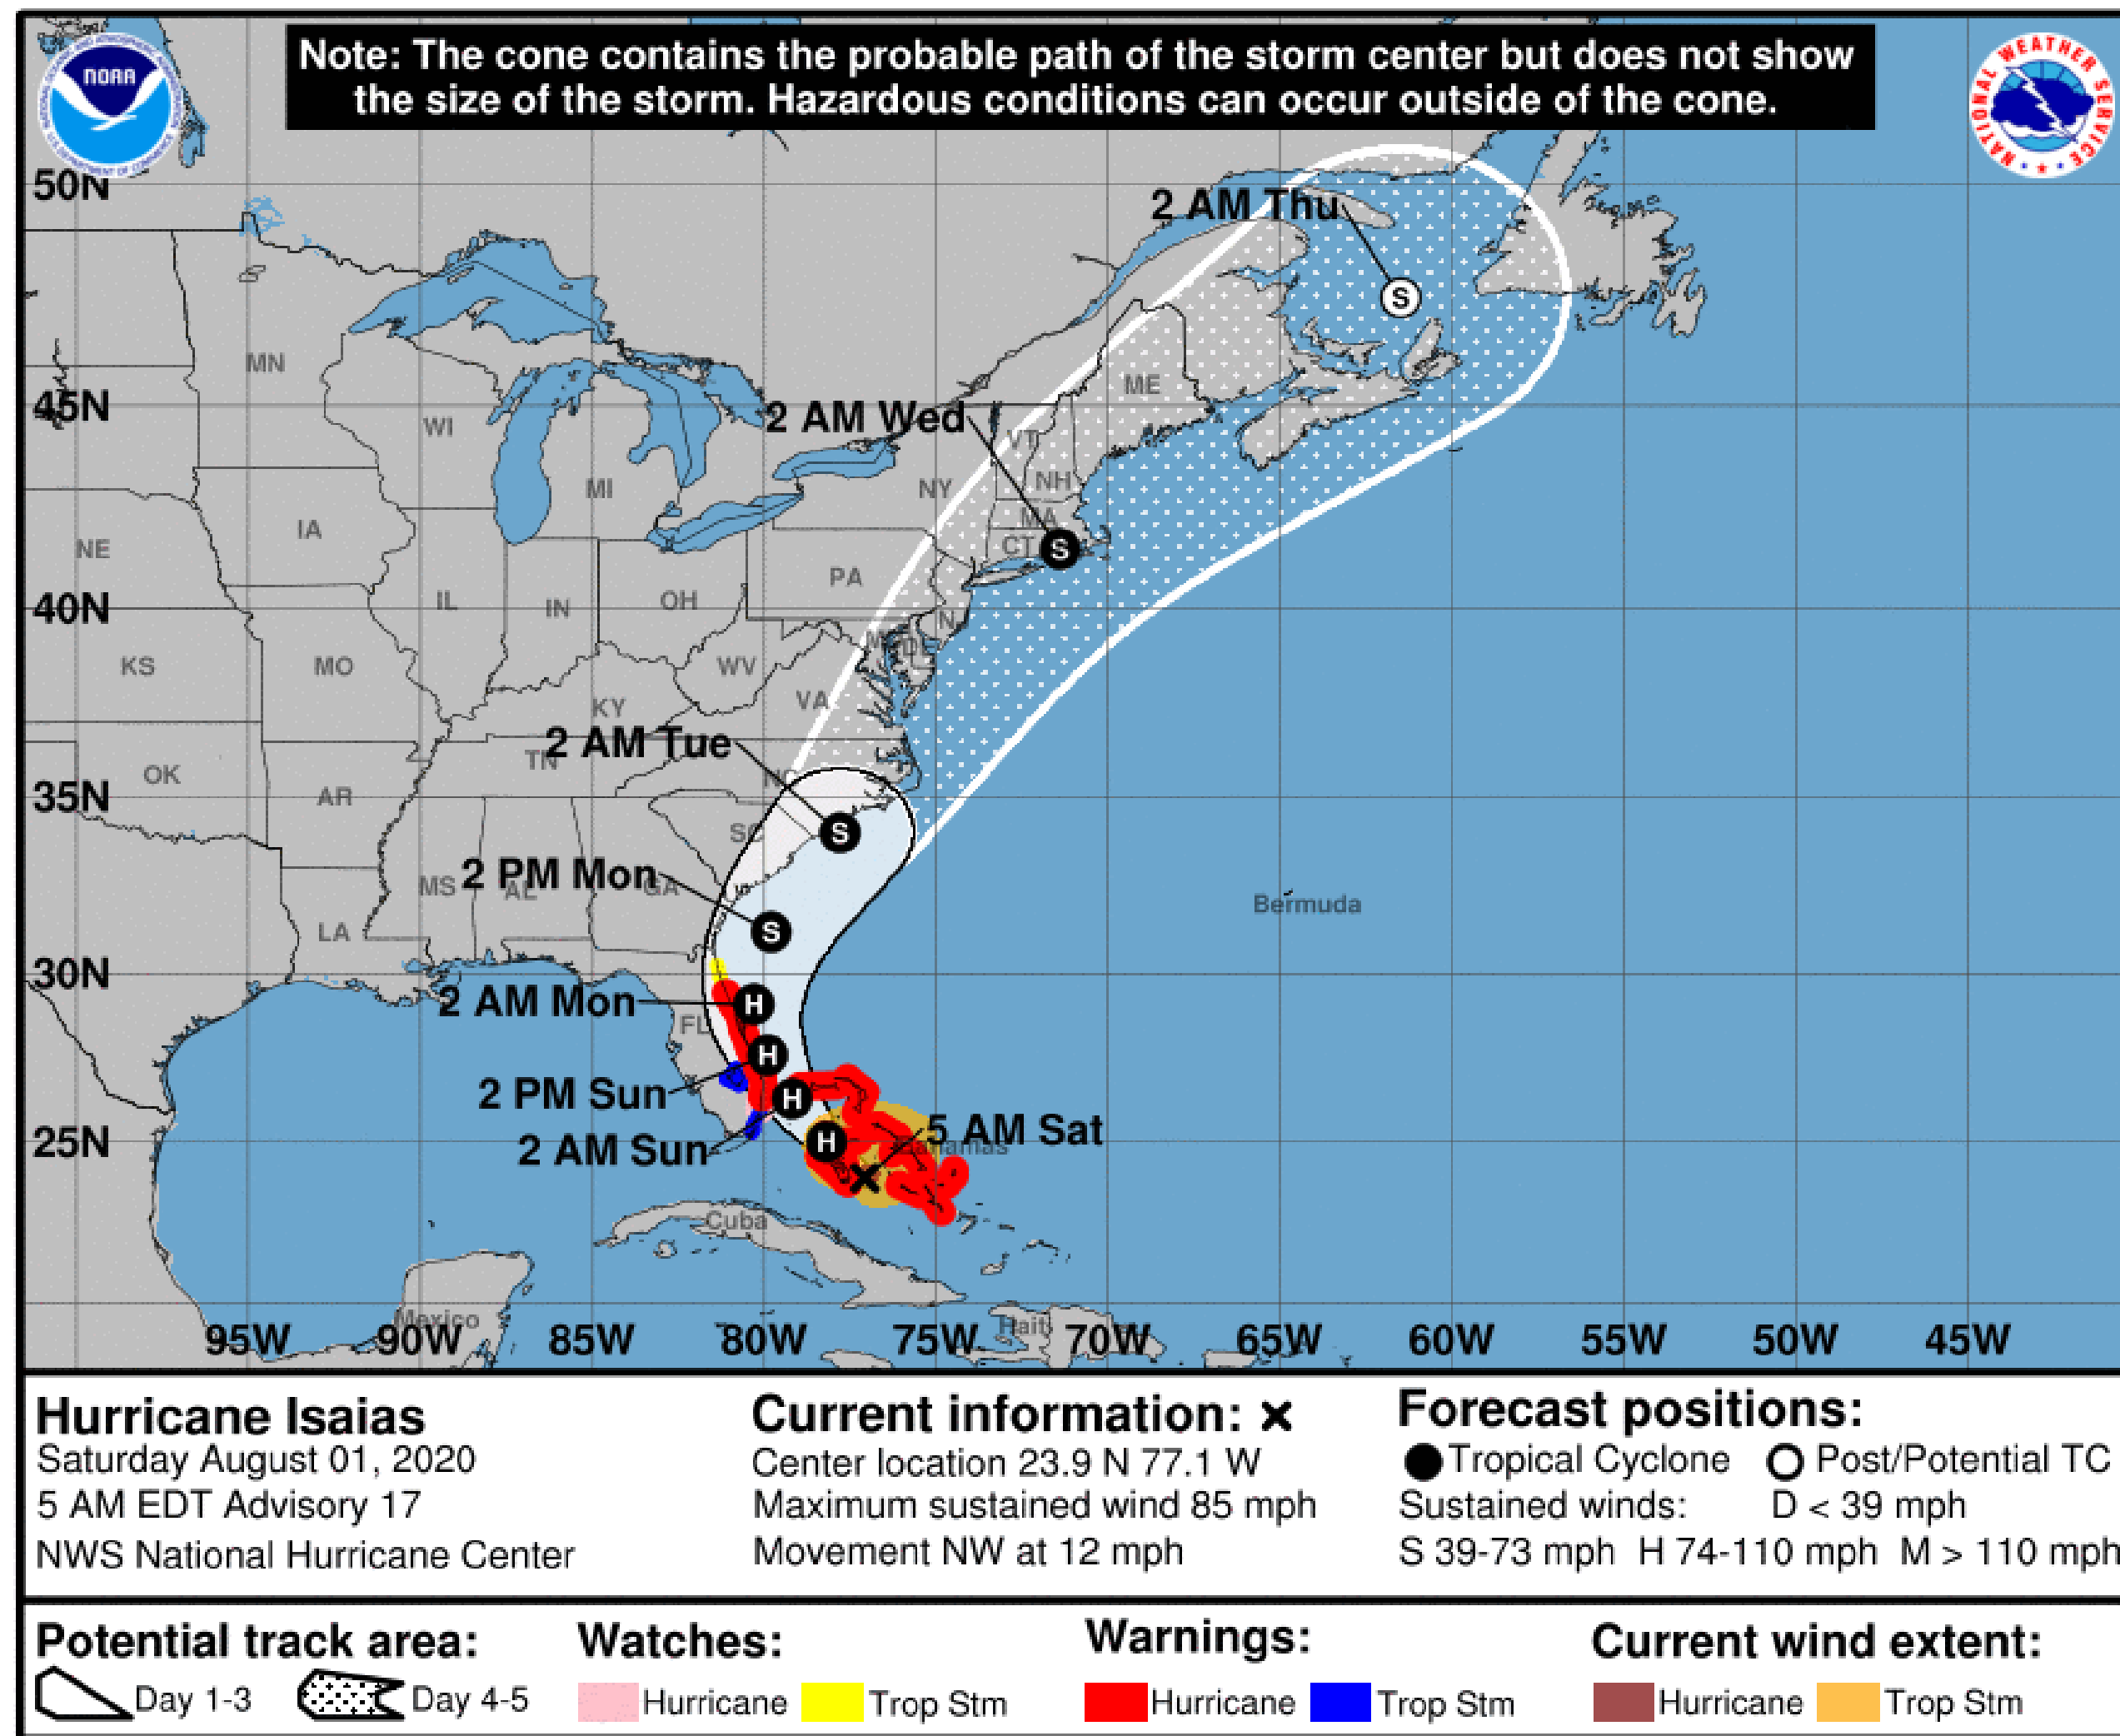 Note: The cone contains the probable path of the storm center but does not show
the size of the storm. Hazardous conditions can occur outside of the cone.
NOAA
NATIONAL WEATHER SERVICE
50N
2 AM Thu
S
MN
ME
45N
2 AM Wed
WI
VT
NH
MI
NY
MA
IA
NE
CT
S
PA
40N
IL
IN
OH
NJ
DE
KS
MO
WV
VA
KY
2 AM Tue
TN
NC
OK
35N
AR
SC
S
2 PM Mon
MS
AL
GA
Bermuda
LA
S
30N
2 AM Mon
H
FL
H
2 PM Sun
H
25N
5 AM Sat
H
Bahamas
2 AM Sun
Cuba
Mexico
Haiti
95W 90W 85W 80W 75W 70W 65W 60W 55W 50W 45W
Hurricane Isaias
Saturday August 01, 2020
5 AM EDT Advisory 17
NWS National Hurricane Center
Current information: x
Center location 23.9 N 77.1 W
Maximum sustained wind 85 mph
Movement NW at 12 mph
Forecast positions:
Tropical Cyclone Post/Potential TC
Sustained winds: D < 39 mph
S 39-73 mph H 74-110 mph M > 110 mph
Potential track area:
Day 1-3 Day 4-5
Watches:
Hurricane Trop Stm
Warnings:
Hurricane Trop Stm
Current wind extent:
Hurricane Trop Stm